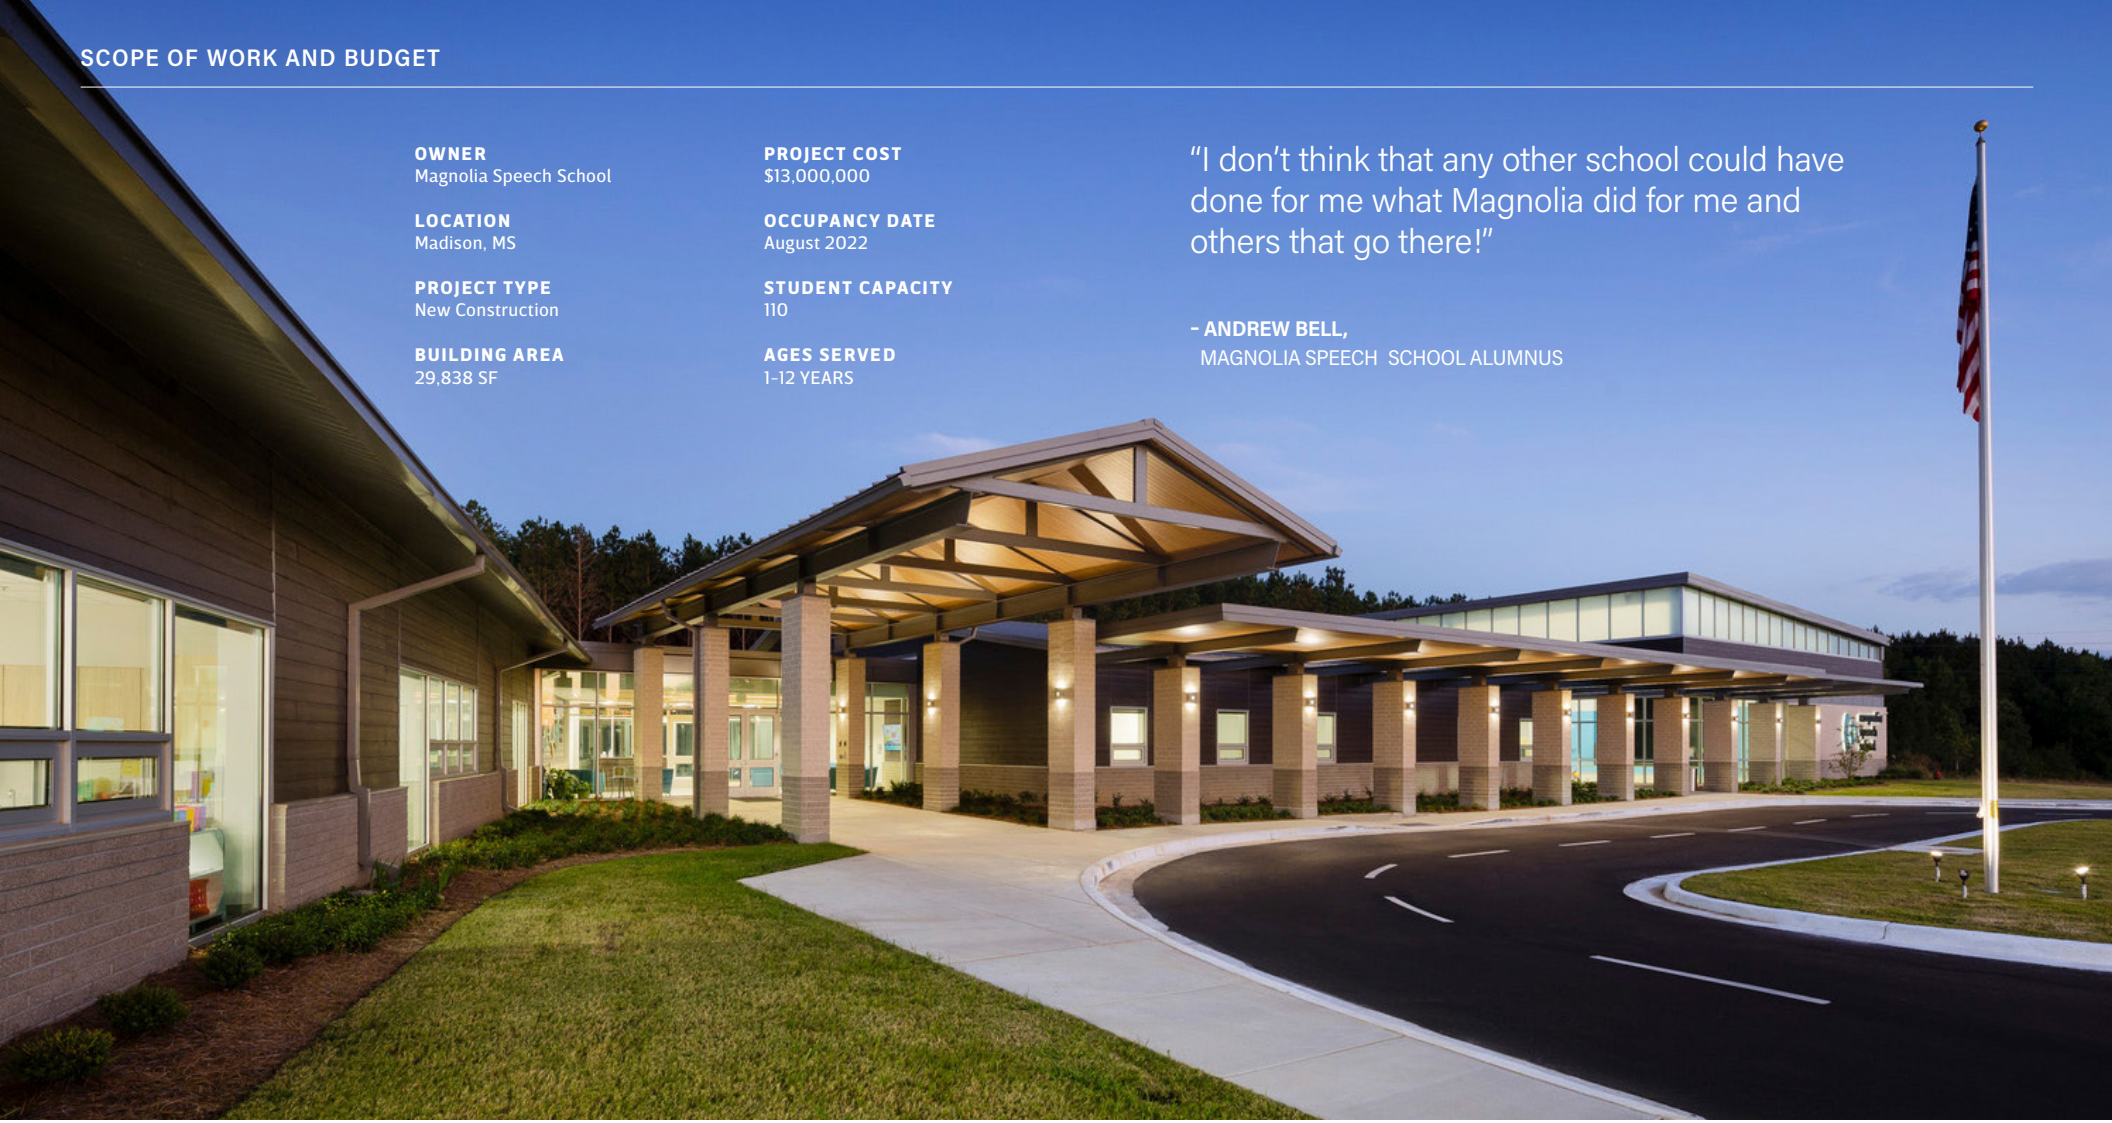 SCOPE OF WORK AND BUDGET
OWNER
Magnolia Speech School
LOCATION
Madison, MS
PROJECT TYPE
New Construction
BUILDING AREA
29,838 SF
PROJECT COST
$13,000,000
OCCUPANCY DATE
August 2022
STUDENT CAPACITY
110
AGES SERVED
1-12 YEARS
“I don’t think that any other school could have
done for me what Magnolia did for me and
others that go there!”
- ANDREW BELL,
MAGNOLIA SPEECH SCHOOL ALUMNUS